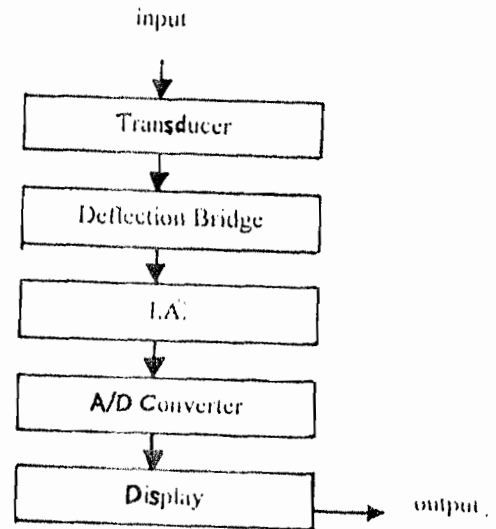 input
Transducer
Deflection Bridge
I.A.
A/D Converter
Display
output.